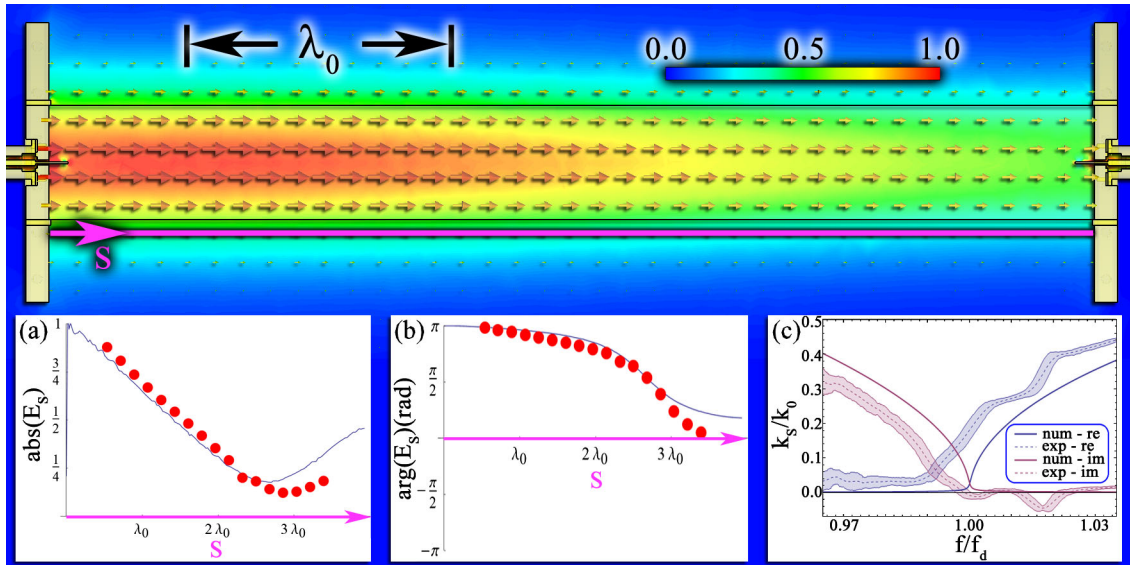 λ₀
0.0 0.5 1.0
S
(a)
abs(E_S)
1
3/4
1/2
1/4
λ₀ 2 λ₀ 3 λ₀
S
(b)
arg(E_S)(rad)
π
π/2
-π/2
-π
λ₀ 2 λ₀ 3 λ₀
S
(c)
k_S/k_0
0.5
0.4
0.3
0.2
0.1
0.0
num - re
exp - re
num - im
exp - im
0.97 1.00 1.03
f/f_d